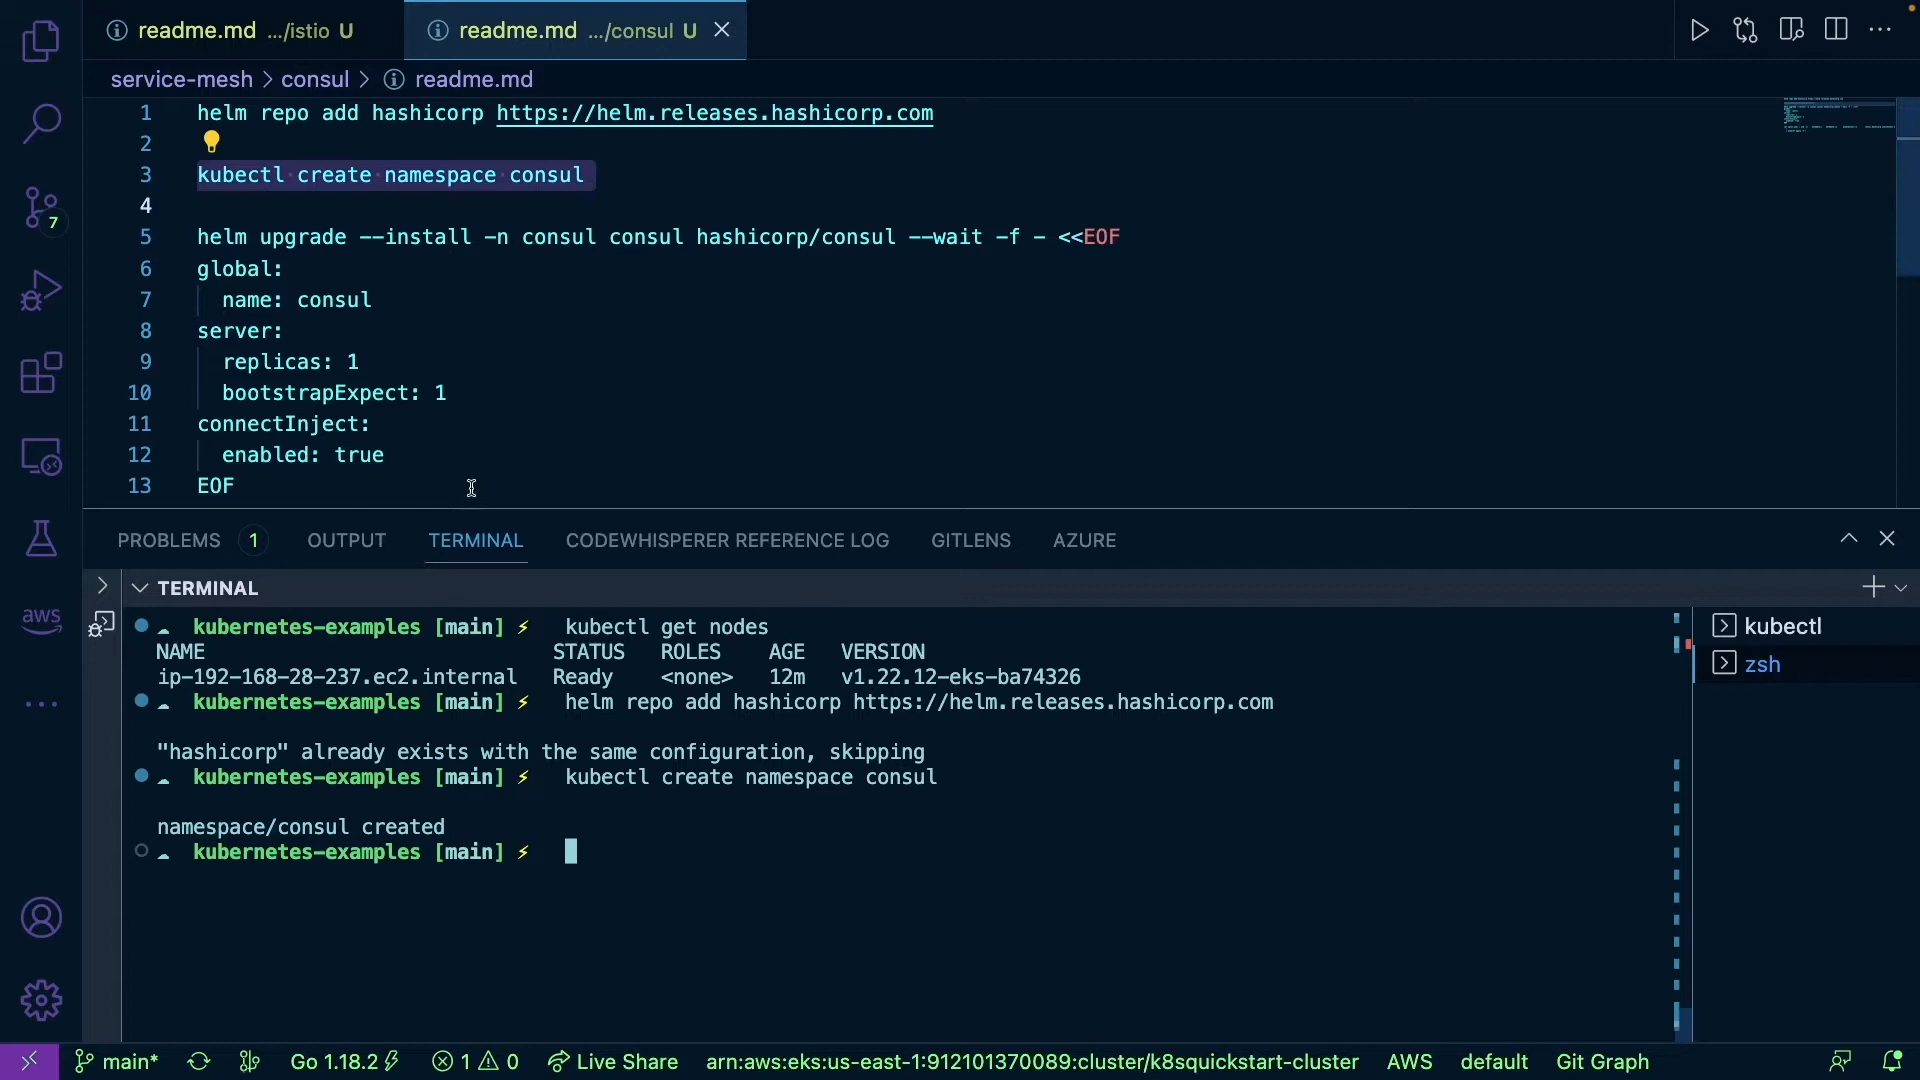 readme.md .../istio U
readme.md .../consul U
service-mesh > consul > readme.md
1 helm repo add hashicorp https://helm.releases.hashicorp.com
2
3 kubectl create namespace consul
4
5 helm upgrade --install -n consul consul hashicorp/consul --wait -f - <<EOF
6 global:
7 name: consul
8 server:
9 replicas: 1
10 bootstrapExpect: 1
11 connectInject:
12 enabled: true
13 EOF
7
aws
PROBLEMS 1 OUTPUT TERMINAL CODEWHISPERER REFERENCE LOG GITLENS AZURE
TERMINAL
kubernetes-examples [main] ⚡ kubectl get nodes
NAME STATUS ROLES AGE VERSION
ip-192-168-28-237.ec2.internal Ready <none> 12m v1.22.12-eks-ba74326
kubernetes-examples [main] ⚡ helm repo add hashicorp https://helm.releases.hashicorp.com
"hashicorp" already exists with the same configuration, skipping
kubernetes-examples [main] ⚡ kubectl create namespace consul
namespace/consul created
kubernetes-examples [main] ⚡
kubectl
zsh
main* Go 1.18.2 1 0 Live Share arn:aws:eks:us-east-1:912101370089:cluster/k8squickstart-cluster AWS default Git Graph